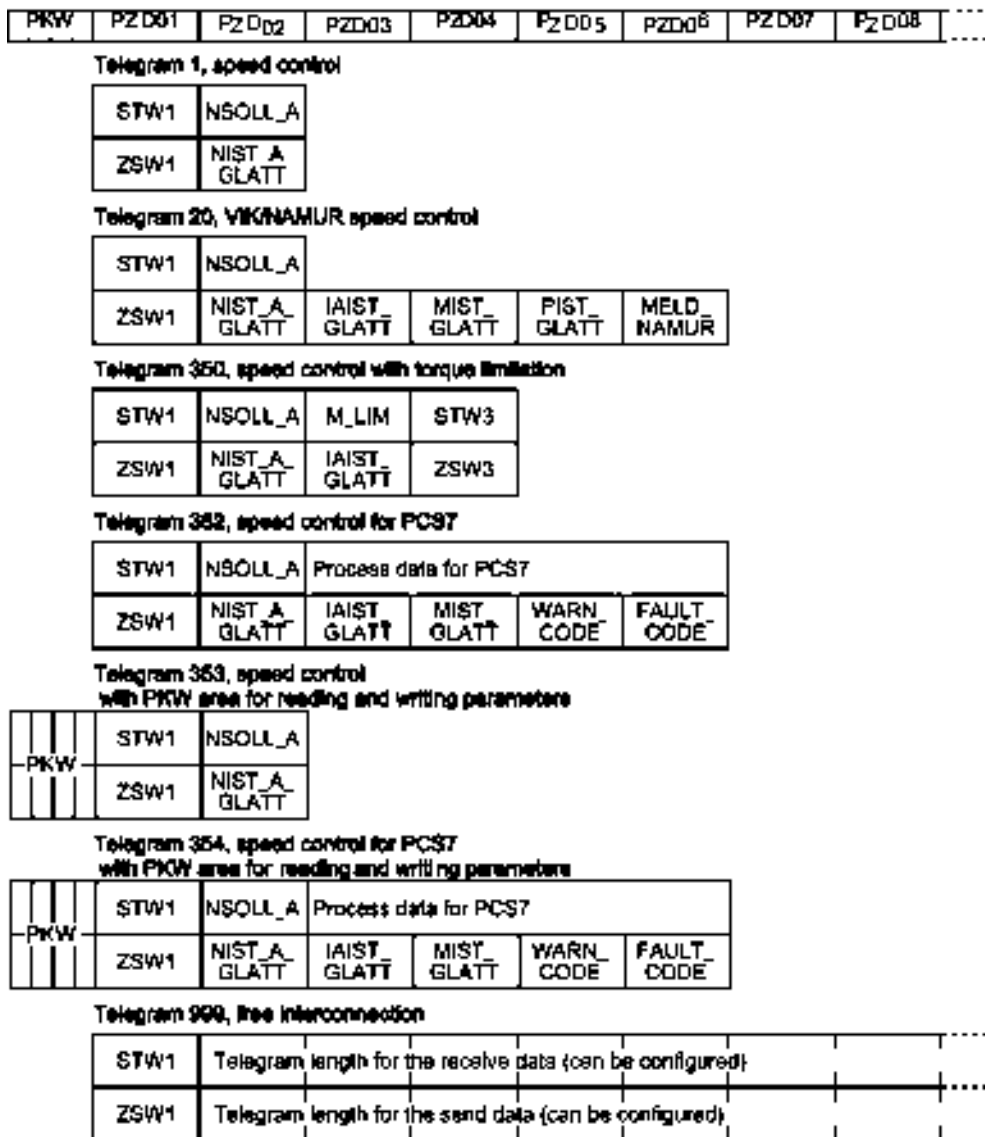 PKW PZD01 PZD02 PZD03 PZD04 PZD05 PZD06 PZD07 PZD08
Telegram 1, speed control
STW1 NSOLL_A
ZSW1 NIST_A
GLATT
Telegram 20, VIK/NAMUR speed control
STW1 NSOLL_A
ZSW1 NIST_A_ IAIST_ MIST_ PIST_ MELD_
GLATT GLATT GLATT GLATT NAMUR
Telegram 350, speed control with torque limitation
STW1 NSOLL_A M_LIM STW3
ZSW1 NIST_A_ IAIST_ ZSW3
GLATT GLATT
Telegram 352, speed control for PCS7
STW1 NSOLL_A Process data for PCS7
ZSW1 NIST_A_ IAIST_ MIST_ WARN_ FAULT_
GLATT GLATT GLATT CODE CODE
Telegram 353, speed control
with PKW area for reading and writing parameters
PKW
STW1 NSOLL_A
ZSW1 NIST_A_
GLATT
Telegram 354, speed control for PCS7
with PKW area for reading and writing parameters
PKW
STW1 NSOLL_A Process data for PCS7
ZSW1 NIST_A_ IAIST_ MIST_ WARN_ FAULT_
GLATT GLATT GLATT CODE CODE
Telegram 999, free interconnection
STW1 Telegram length for the receive data (can be configured)
ZSW1 Telegram length for the send data (can be configured)